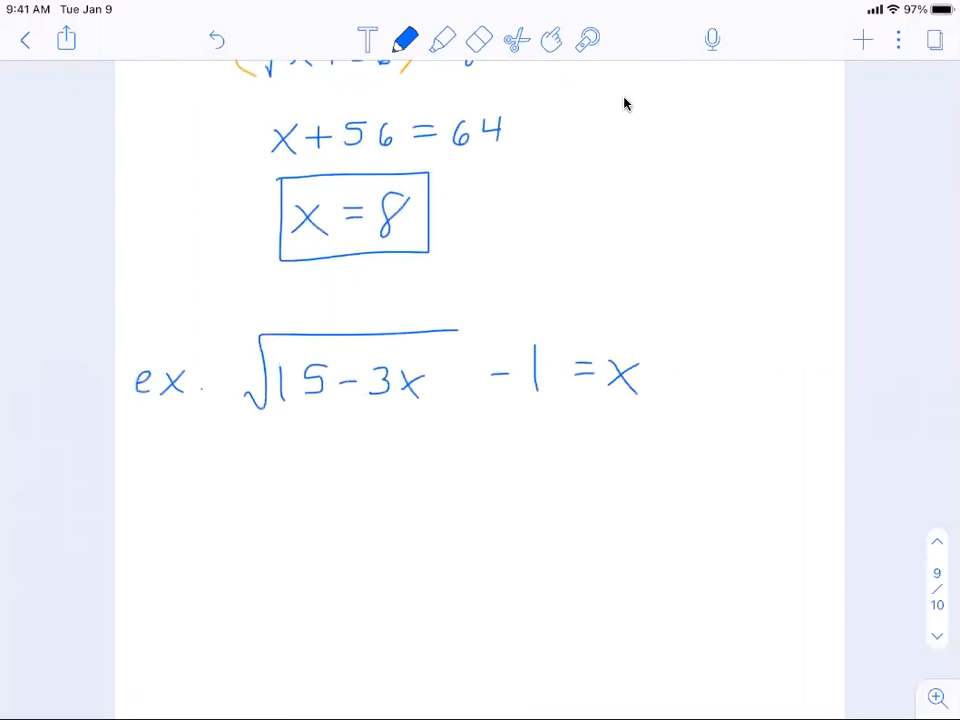 9:41 AM Tue Jan 9 97%
T
x + 56 = 64
x = 8
ex. √15 - 3x - 1 = x
9
/
10